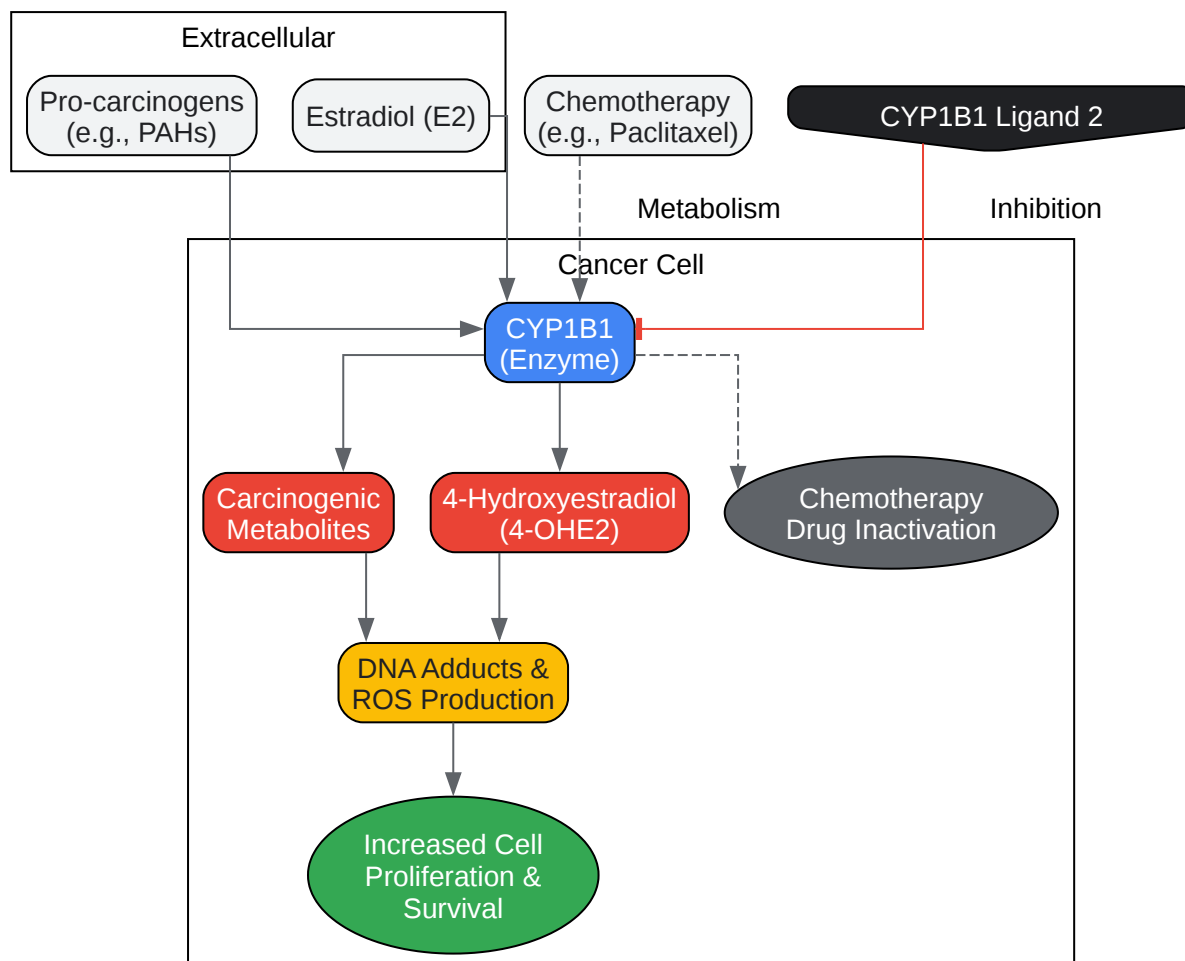 Extracellular
Pro-carcinogens
(e.g., PAHs)
Estradiol (E2)
Chemotherapy
(e.g., Paclitaxel)
CYP1B1 Ligand 2
Metabolism
Inhibition
Cancer Cell
CYP1B1
(Enzyme)
Carcinogenic
Metabolites
4-Hydroxyestradiol
(4-OHE2)
Chemotherapy
Drug Inactivation
DNA Adducts &
ROS Production
Increased Cell
Proliferation &
Survival